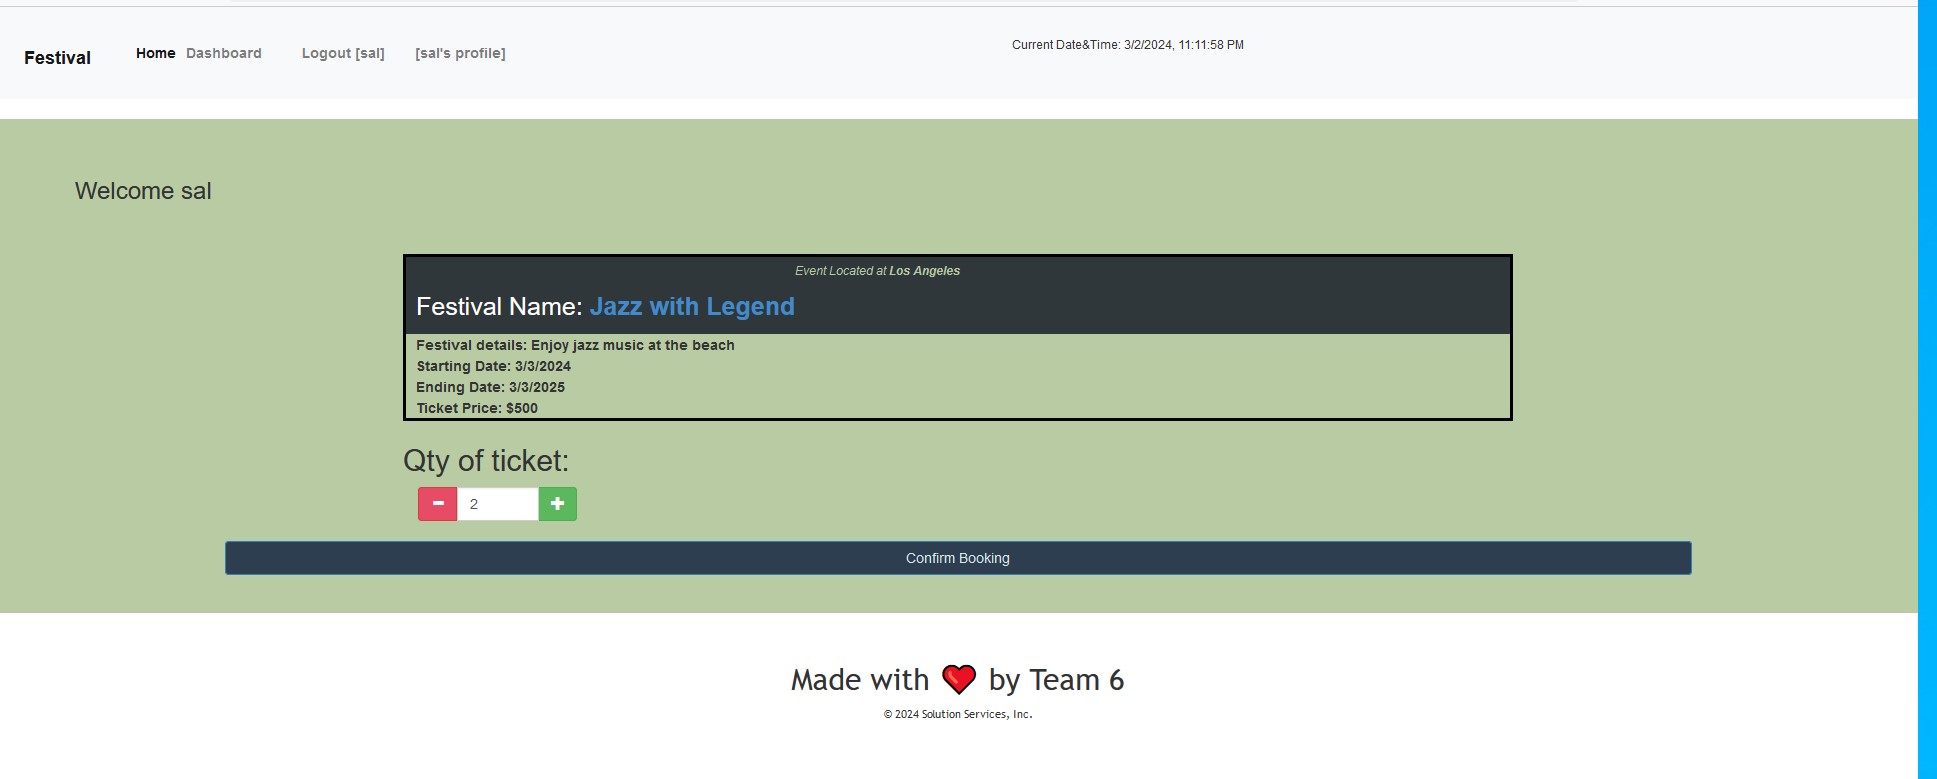 Festival Home Dashboard Logout [sal] [sal's profile] Current Date&Time: 3/2/2024, 11:11:58 PM
Welcome sal
Event Located at Los Angeles
Festival Name: Jazz with Legend
Festival details: Enjoy jazz music at the beach
Starting Date: 3/3/2024
Ending Date: 3/3/2025
Ticket Price: $500
Qty of ticket:
2
Confirm Booking
Made with ❤ by Team 6
© 2024 Solution Services, Inc.